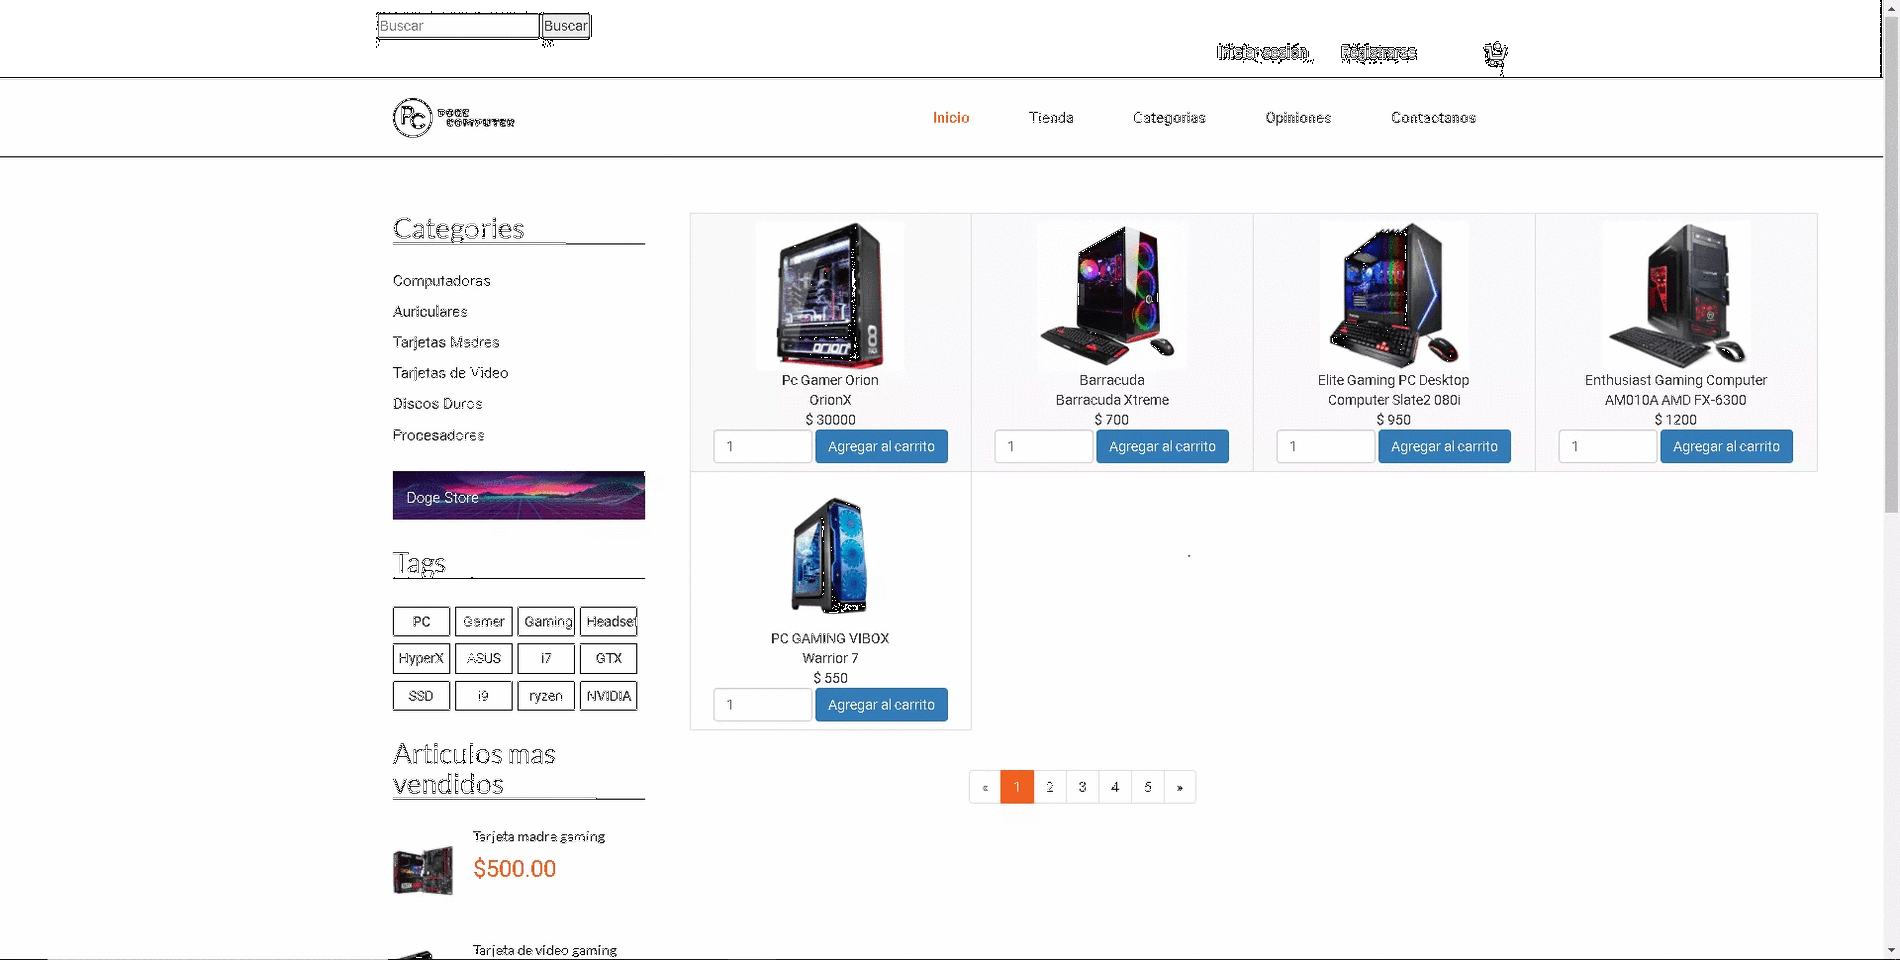 Buscar
Buscar
Iniciar sesión
Registrarse
PC DOGE
COMPUTER
Inicio
Tienda
Categorias
Opiniones
Contactanos
Categories
Computadoras
Auriculares
Tarjetas Madres
Tarjetas de Video
Discos Duros
Procesadores
Doge Store
Tags
PC
Gamer
Gaming
Headset
HyperX
ASUS
i7
GTX
SSD
i9
ryzen
NVIDIA
Articulos mas
vendidos
Tarjeta madre gaming
$500.00
Tarjeta de video gaming
Pc Gamer Orion
OrionX
$ 30000
1
Agregar al carrito
Barracuda
Barracuda Xtreme
$ 700
1
Agregar al carrito
Elite Gaming PC Desktop
Computer Slate2 080i
$ 950
1
Agregar al carrito
Enthusiast Gaming Computer
AM010A AMD FX-6300
$ 1200
1
Agregar al carrito
PC GAMING VIBOX
Warrior 7
$ 550
1
Agregar al carrito
« 1 2 3 4 5 »